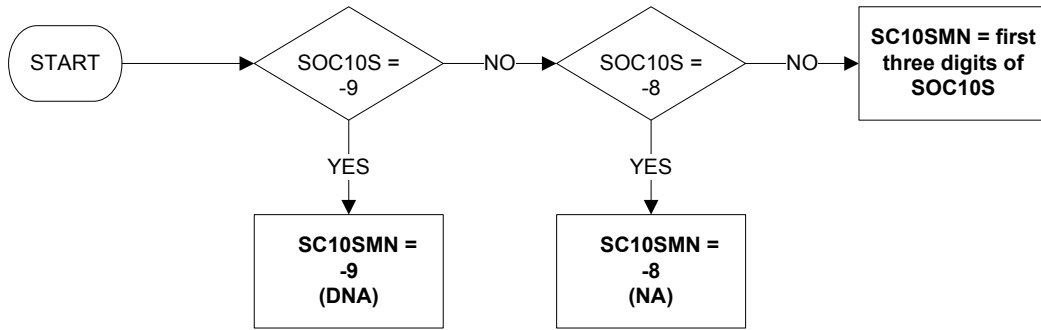 START
SOC10S =
-9
NO
SOC10S =
-8
NO
SC10SMN = first
three digits of
SOC10S
YES
YES
SC10SMN =
-9
(DNA)
SC10SMN =
-8
(NA)